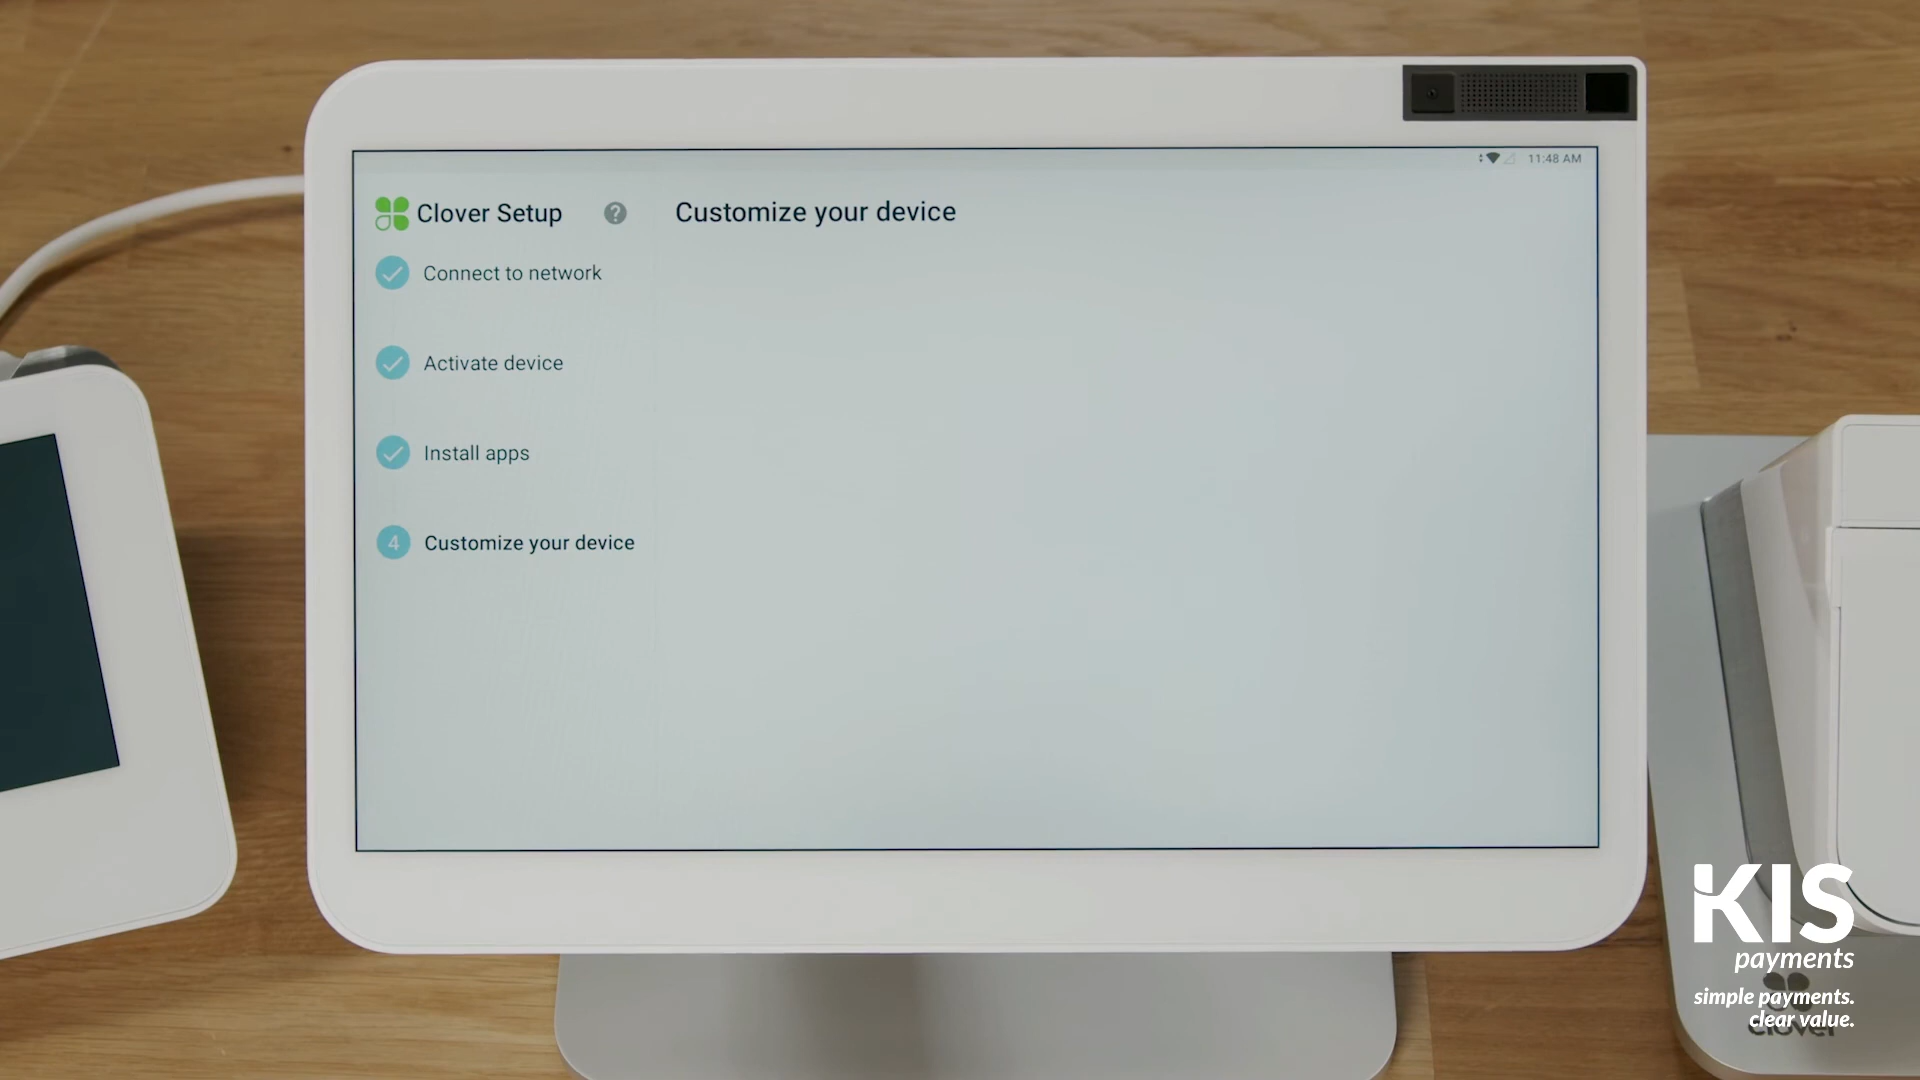 11:48 AM
Clover Setup
?
Customize your device
Connect to network
Activate device
Install apps
4
Customize your device
KIS
payments
simple payments.
clear value.
clover